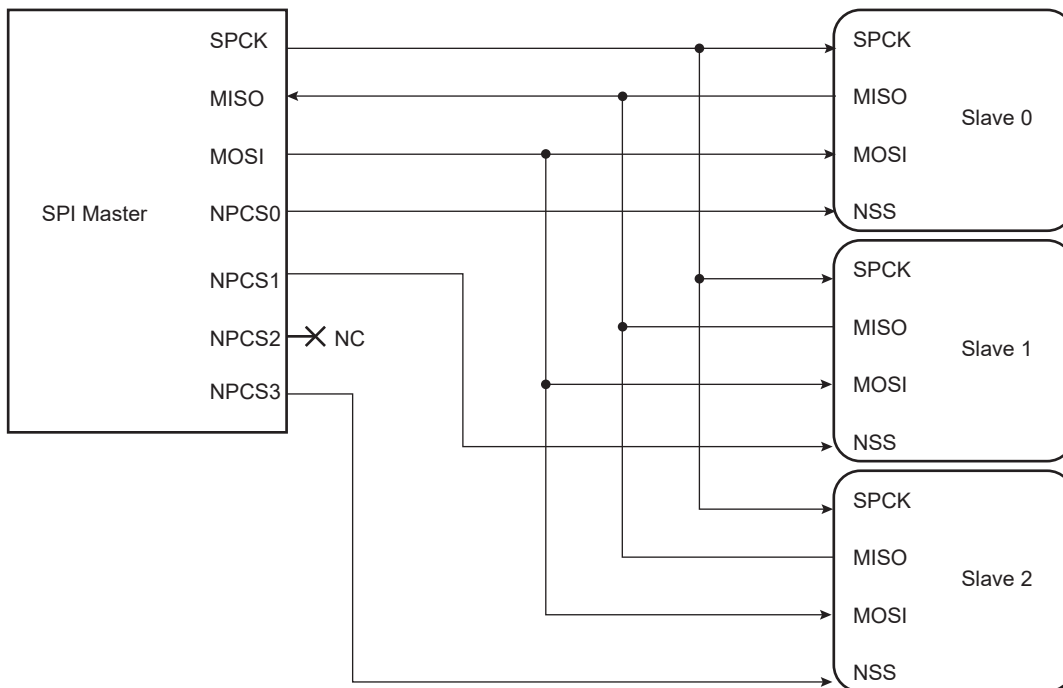 SPI Master
SPCK
MISO
MOSI
NPCS0
NPCS1
NPCS2
NC
NPCS3
SPCK
MISO
Slave 0
MOSI
NSS
SPCK
MISO
Slave 1
MOSI
NSS
SPCK
MISO
Slave 2
MOSI
NSS